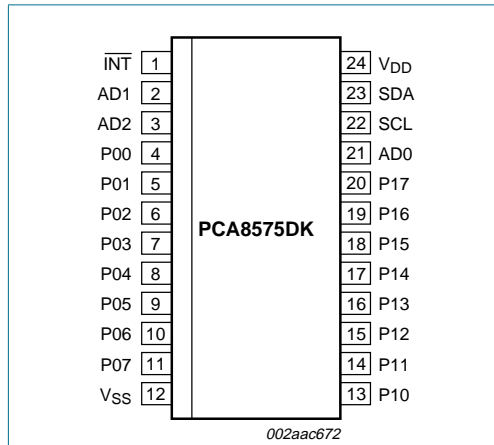 INT 1 24 VDD
AD1 2 23 SDA
AD2 3 22 SCL
P00 4 21 AD0
P01 5 20 P17
P02 6 19 P16
PCA8575DK
P03 7 18 P15
P04 8 17 P14
P05 9 16 P13
P06 10 15 P12
P07 11 14 P11
VSS 12 13 P10
002aac672